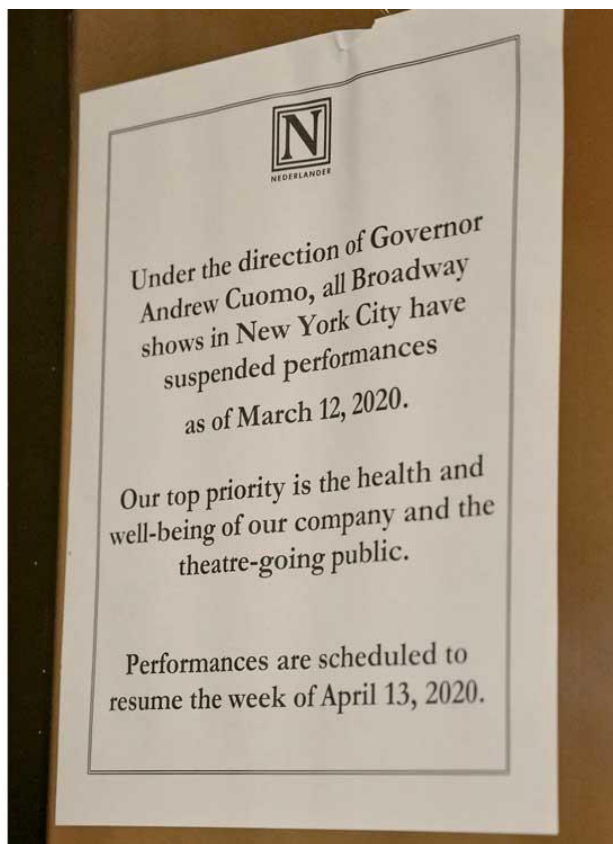 N
NEDERLANDER
Under the direction of Governor
Andrew Cuomo, all Broadway
shows in New York City have
suspended performances
as of March 12, 2020.
Our top priority is the health and
well-being of our company and the
theatre-going public.
Performances are scheduled to
resume the week of April 13, 2020.